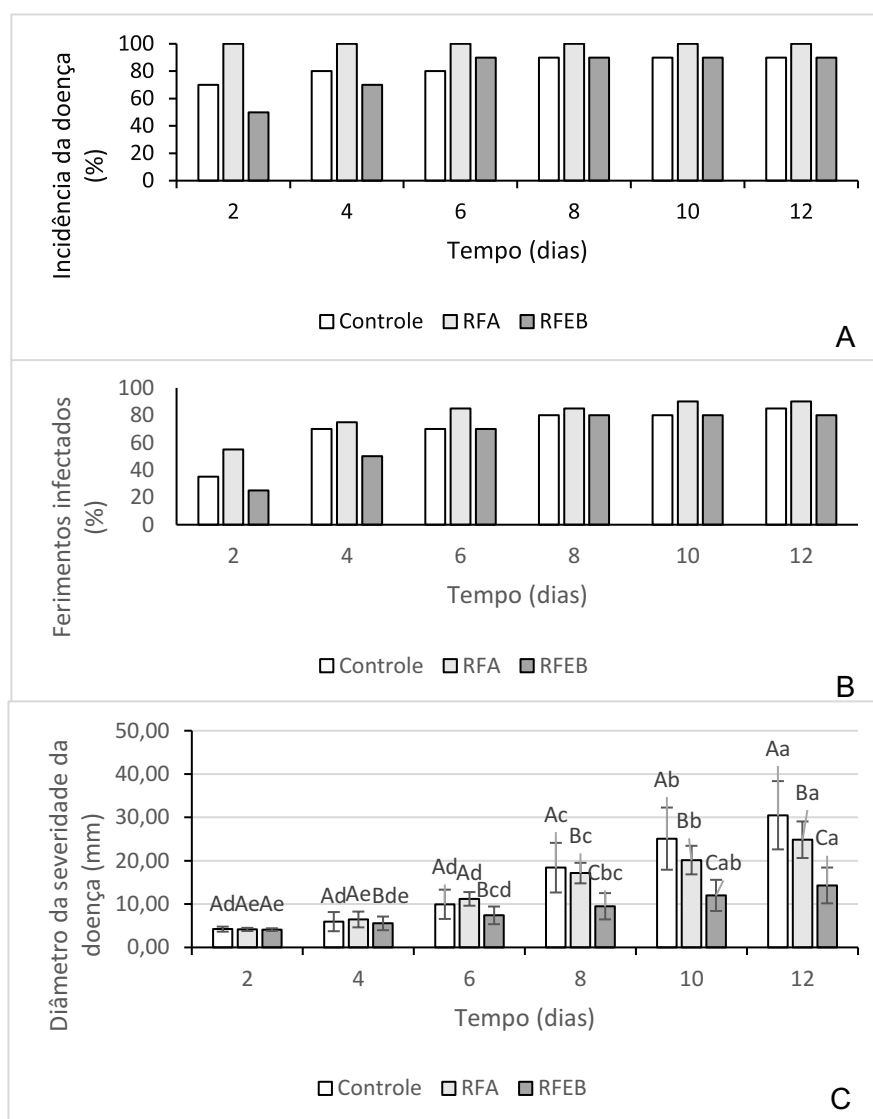 Incidência da doença
(%)
100
80
60
40
20
0
2 4 6 8 10 12
Tempo (dias)
Controle RFA RFEB
A
Ferimentos infectados
(%)
100
80
60
40
20
0
2 4 6 8 10 12
Tempo (dias)
Controle RFA RFEB
B
Diâmetro da severidade da
doença (mm)
50,00
40,00
30,00
20,00
10,00
0,00
Ad Ae Ae Ad Ae Bde Ad Ad Bcd Ac Bc Cbc Ab Bb Cab Aa Ba Ca
2 4 6 8 10 12
Tempo (dias)
Controle RFA RFEB
C